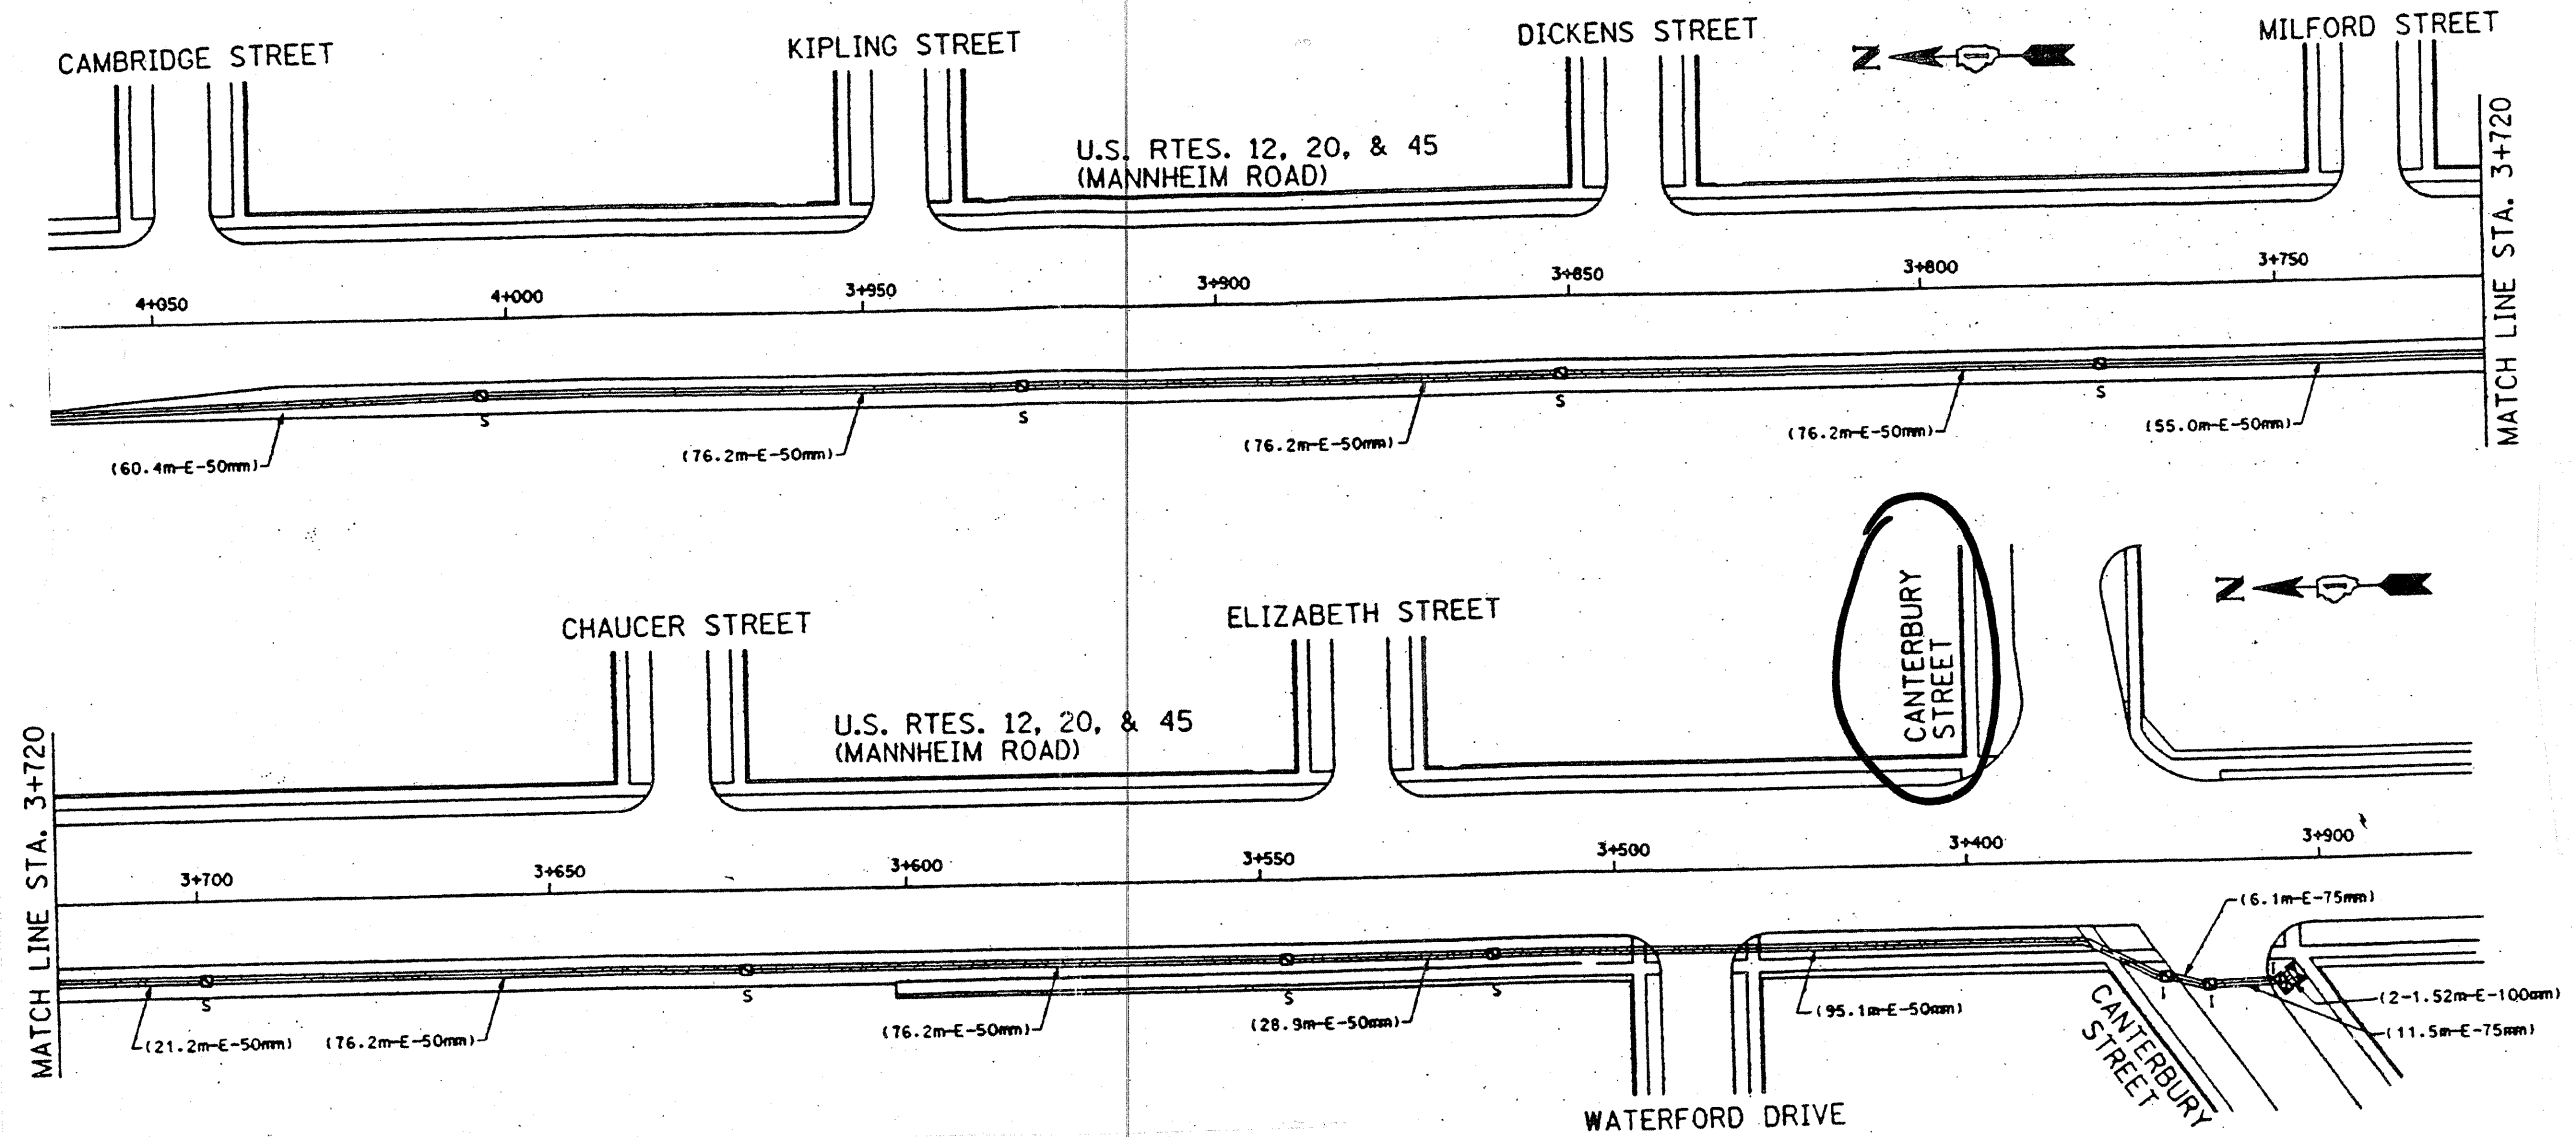 CAMBRIDGE STREET
KIPLING STREET
DICKENS STREET
MILFORD STREET
N
U.S. RTES. 12, 20, & 45
(MANNHEIM ROAD)
MATCH LINE STA. 3+720
4+050
4+000
3+950
3+900
3+850
3+800
3+750
S
S
S
S
(60.4m-E-50mm)
(76.2m-E-50mm)
(76.2m-E-50mm)
(76.2m-E-50mm)
(55.0m-E-50mm)
CHAUCER STREET
ELIZABETH STREET
CANTERBURY
STREET
N
U.S. RTES. 12, 20, & 45
(MANNHEIM ROAD)
MATCH LINE STA. 3+720
3+700
3+650
3+600
3+550
3+500
3+400
3+900
(6.1m-E-75mm)
S
S
S
S
I
I
I
(21.2m-E-50mm)
(76.2m-E-50mm)
(76.2m-E-50mm)
(28.9m-E-50mm)
(95.1m-E-50mm)
(2-1.52m-E-100mm)
(11.5m-E-75mm)
CANTERBURY
STREET
WATERFORD DRIVE